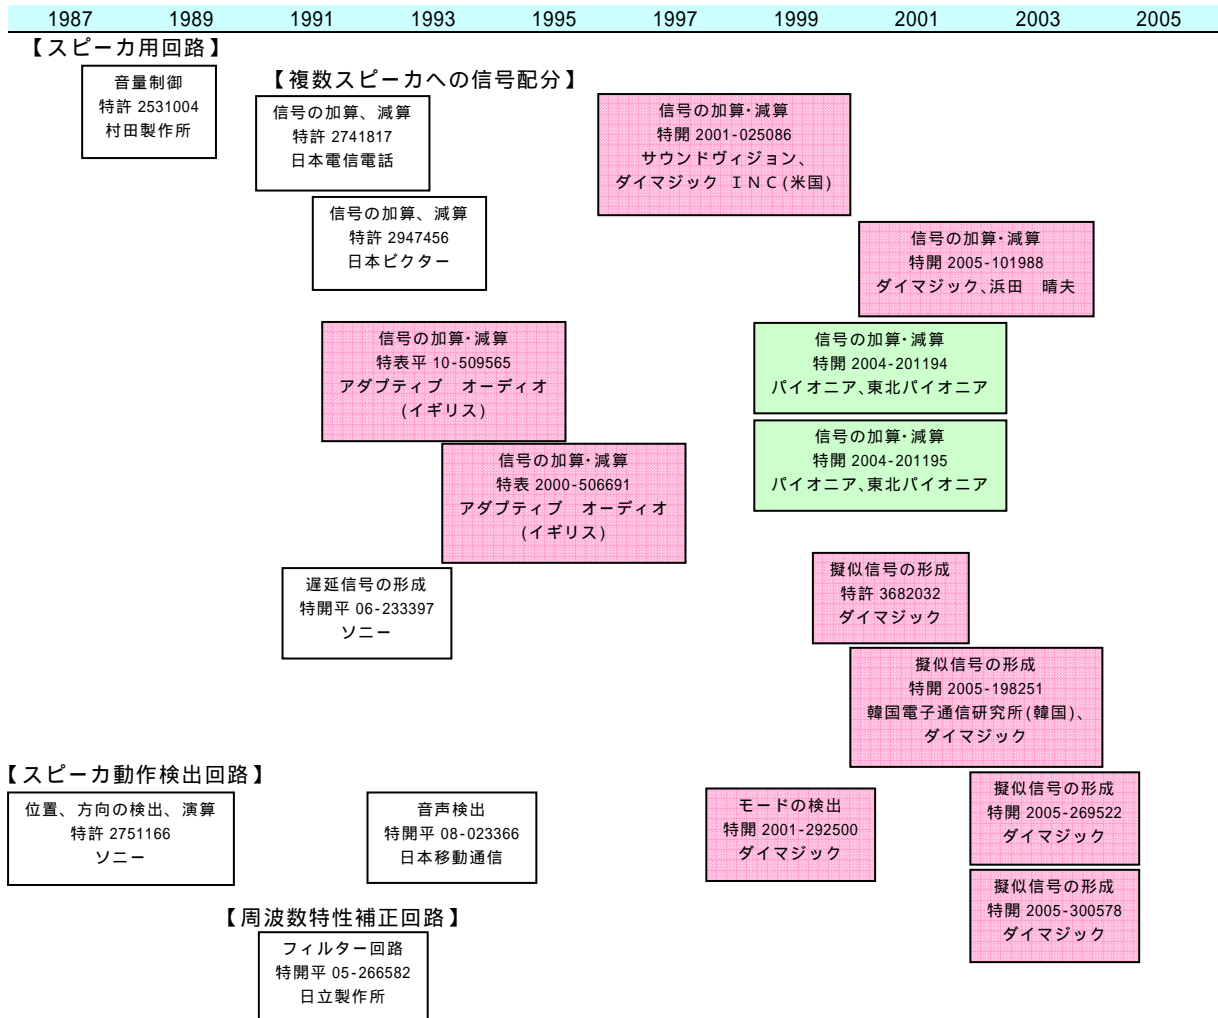 1987 1989 1991 1993 1995 1997 1999 2001 2003 2005
【スピーカ用回路】
音量制御
特許 2531004
村田製作所
【複数スピーカへの信号配分】
信号の加算、減算
特許 2741817
日本電信電話
信号の加算、減算
特許 2947456
日本ビクター
信号の加算･減算
特開 2001-025086
サウンドヴィジョン、
ダイマジック ＩＮＣ(米国)
信号の加算･減算
特開 2005-101988
ダイマジック、浜田　晴夫
信号の加算･減算
特表平 10-509565
アダプティブ　オーディオ
(イギリス)
信号の加算･減算
特開 2004-201194
パイオニア、東北パイオニア
信号の加算･減算
特開 2004-201195
パイオニア、東北パイオニア
信号の加算･減算
特表 2000-506691
アダプティブ　オーディオ
(イギリス)
遅延信号の形成
特開平 06-233397
ソニー
擬似信号の形成
特許 3682032
ダイマジック
擬似信号の形成
特開 2005-198251
韓国電子通信研究所(韓国)、
ダイマジック
【スピーカ動作検出回路】
位置、方向の検出、演算
特許 2751166
ソニー
音声検出
特開平 08-023366
日本移動通信
モードの検出
特開 2001-292500
ダイマジック
擬似信号の形成
特開 2005-269522
ダイマジック
擬似信号の形成
特開 2005-300578
ダイマジック
【周波数特性補正回路】
フィルター回路
特開平 05-266582
日立製作所